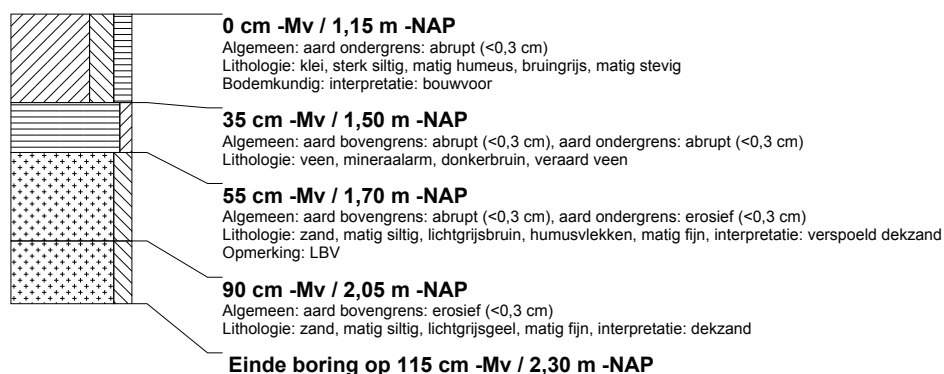 0 cm -Mv / 1,15 m -NAP
Algemeen: aard ondergrens: abrupt (<0,3 cm)
Lithologie: klei, sterk siltig, matig humeus, bruingrijs, matig stevig
Bodemkundig: interpretatie: bouwvoor
35 cm -Mv / 1,50 m -NAP
Algemeen: aard bovengrens: abrupt (<0,3 cm), aard ondergrens: abrupt (<0,3 cm)
Lithologie: veen, mineraalarm, donkerbruin, veraard veen
55 cm -Mv / 1,70 m -NAP
Algemeen: aard bovengrens: abrupt (<0,3 cm), aard ondergrens: erosief (<0,3 cm)
Lithologie: zand, matig siltig, lichtgrijsbruin, humusvlekken, matig fijn, interpretatie: verspoeld dekzand
Opmerking: LBV
90 cm -Mv / 2,05 m -NAP
Algemeen: aard bovengrens: erosief (<0,3 cm)
Lithologie: zand, matig siltig, lichtgrijsgeel, matig fijn, interpretatie: dekzand
Einde boring op 115 cm -Mv / 2,30 m -NAP